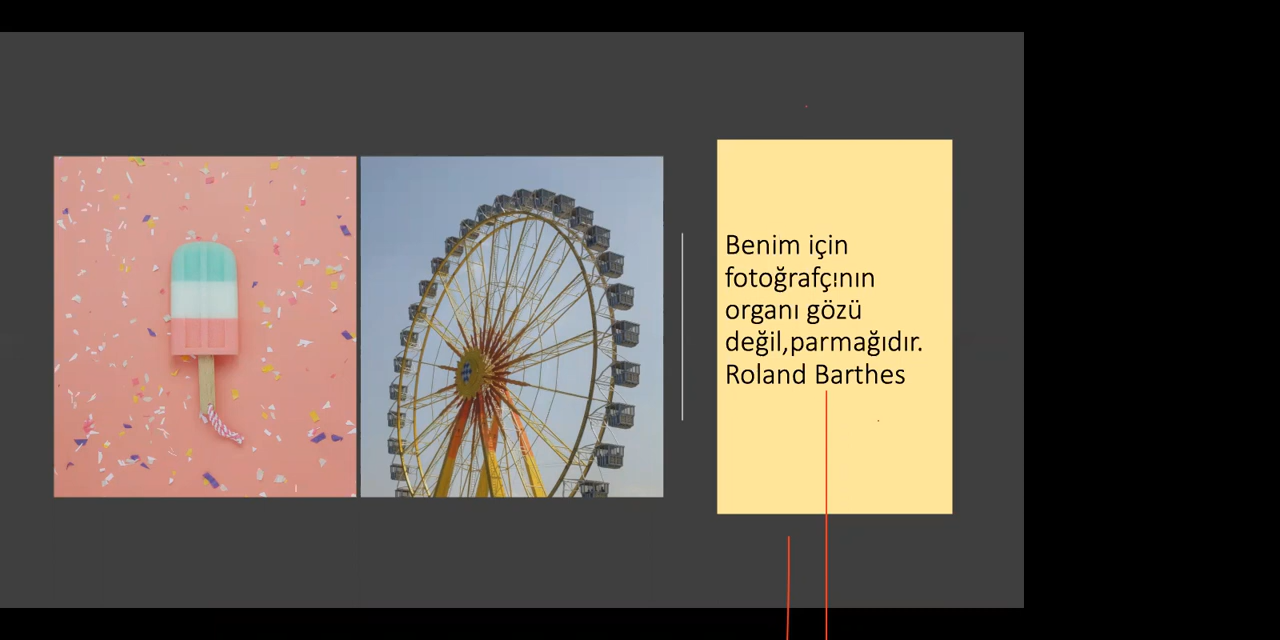 Benim için
fotoğrafçının
organı gözü
değil,parmağıdır.
Roland Barthes